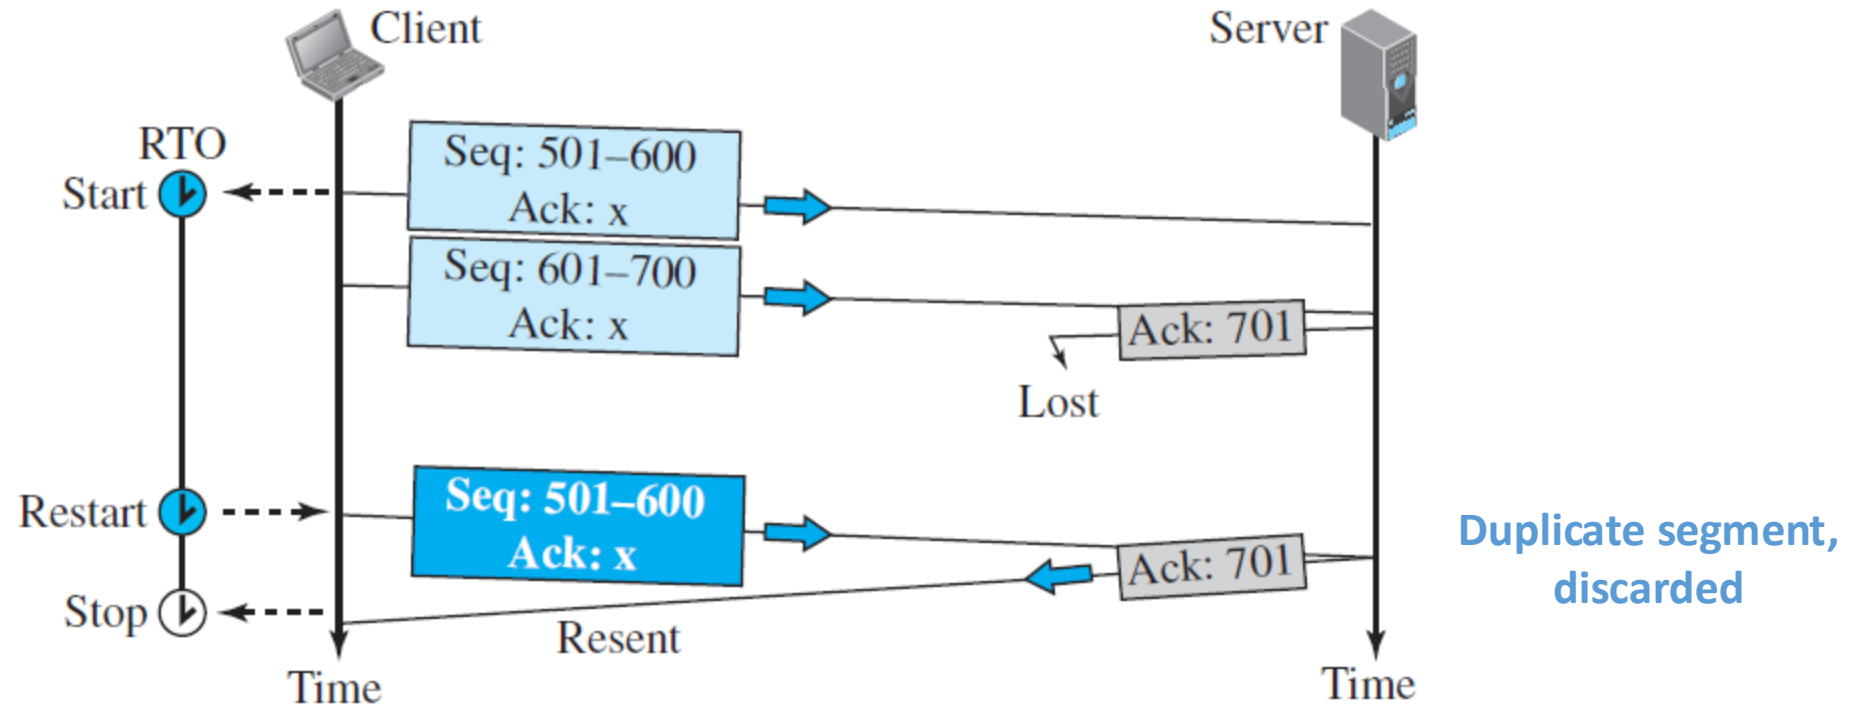 Client
Server
RTO
Start
Seq: 501–600
Ack: x
Seq: 601–700
Ack: x
Ack: 701
Lost
Restart
Seq: 501–600
Ack: x
Ack: 701
Duplicate segment,
discarded
Stop
Resent
Time
Time